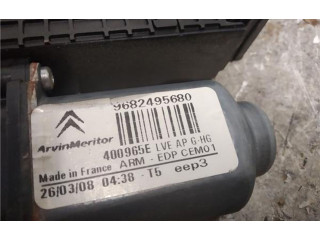 9682495680
ArvinMeritor
400965E LVE AP G-HG
Made in France ARM - EDP CEM01
26/03/08 04:38 - T5 eep3